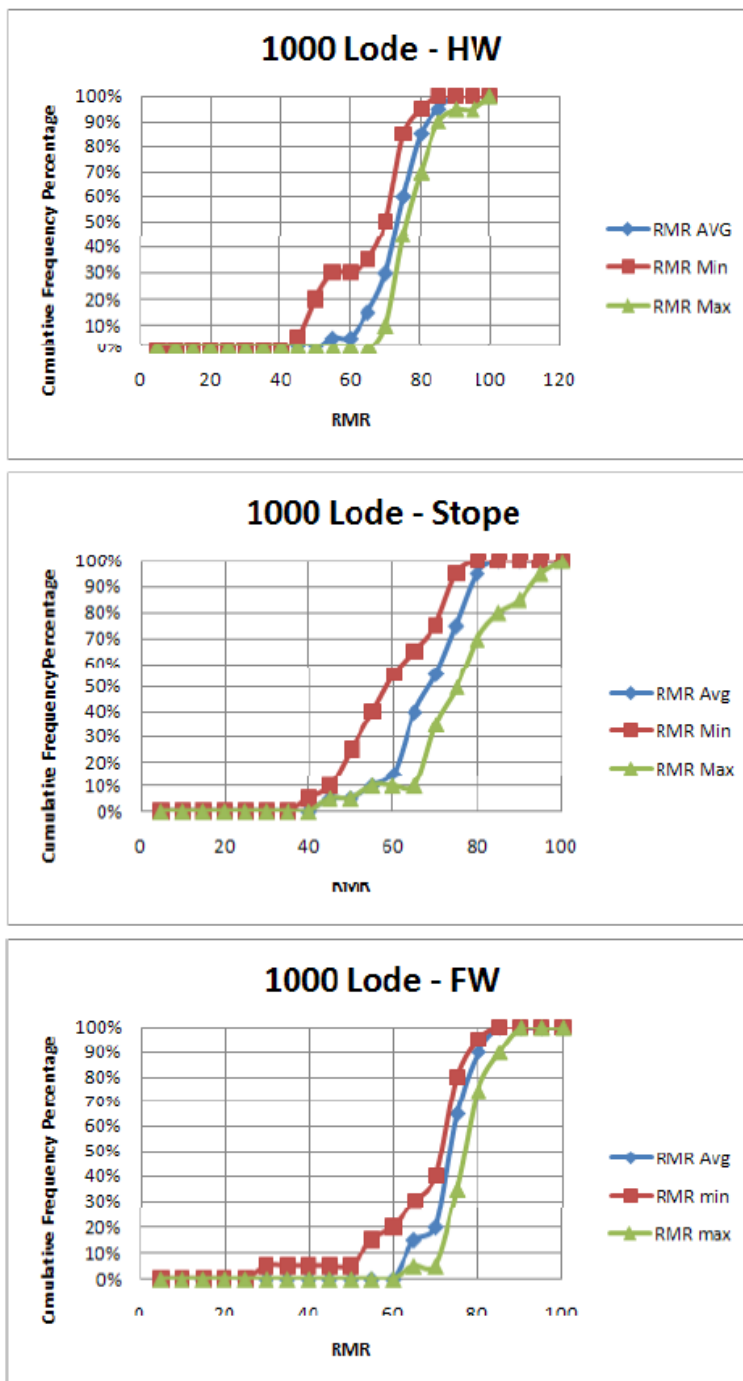 1000 Lode - HW
Cumulative Frequency Percentage
100%
90%
80%
70%
60%
50%
40%
30%
20%
10%
0%
0 20 40 60 80 100 120
RMR
RMR AVG
RMR Min
RMR Max
1000 Lode - Stope
Cumulative Frequency Percentage
100%
90%
80%
70%
60%
50%
40%
30%
20%
10%
0%
0 20 40 60 80 100
RMR
RMR Avg
RMR Min
RMR Max
1000 Lode - FW
Cumulative Frequency Percentage
100%
90%
80%
70%
60%
50%
40%
30%
20%
10%
0%
0 20 40 60 80 100
RMR
RMR Avg
RMR min
RMR max